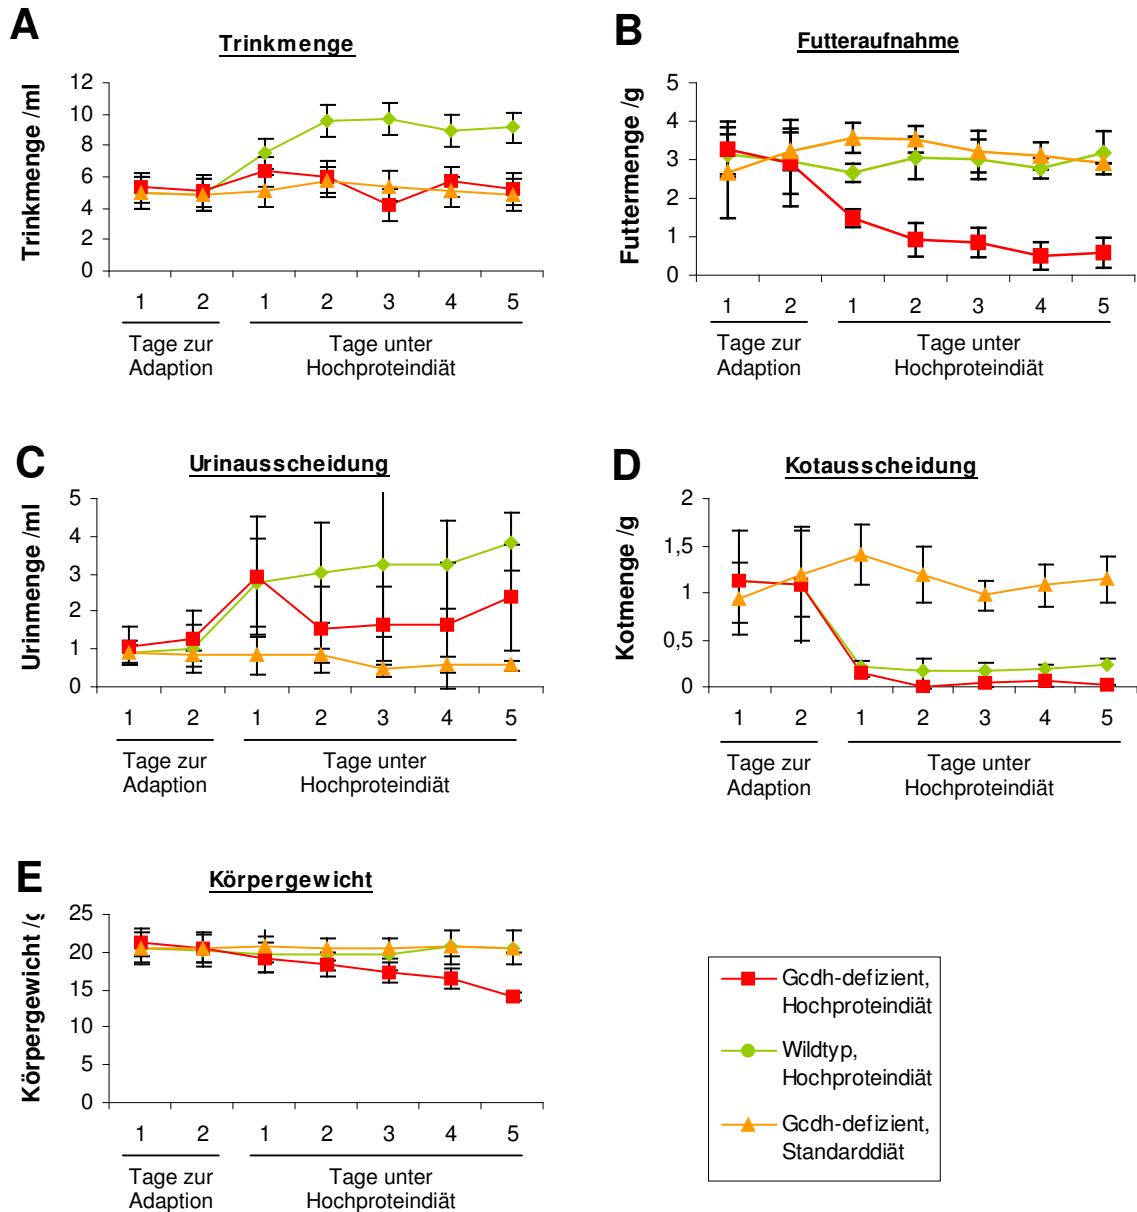 A
Trinkmenge
Trinkmenge /ml
12
10
8
6
4
2
0
1 2 1 2 3 4 5
Tage zur
Adaption
Tage unter
Hochproteindiät
B
Futteraufnahme
Futtermenge /g
5
4
3
2
1
0
1 2 1 2 3 4 5
Tage zur
Adaption
Tage unter
Hochproteindiät
C
Urinausscheidung
Urinmenge /ml
5
4
3
2
1
0
1 2 1 2 3 4 5
Tage zur
Adaption
Tage unter
Hochproteindiät
D
Kotausscheidung
Kotmenge /g
2
1,5
1
0,5
0
1 2 1 2 3 4 5
Tage zur
Adaption
Tage unter
Hochproteindiät
E
Körpergewicht
Körpergewicht /g
25
20
15
10
5
0
1 2 1 2 3 4 5
Tage zur
Adaption
Tage unter
Hochproteindiät
Gcdh-defizient,
Hochproteindiät
Wildtyp,
Hochproteindiät
Gcdh-defizient,
Standarddiät